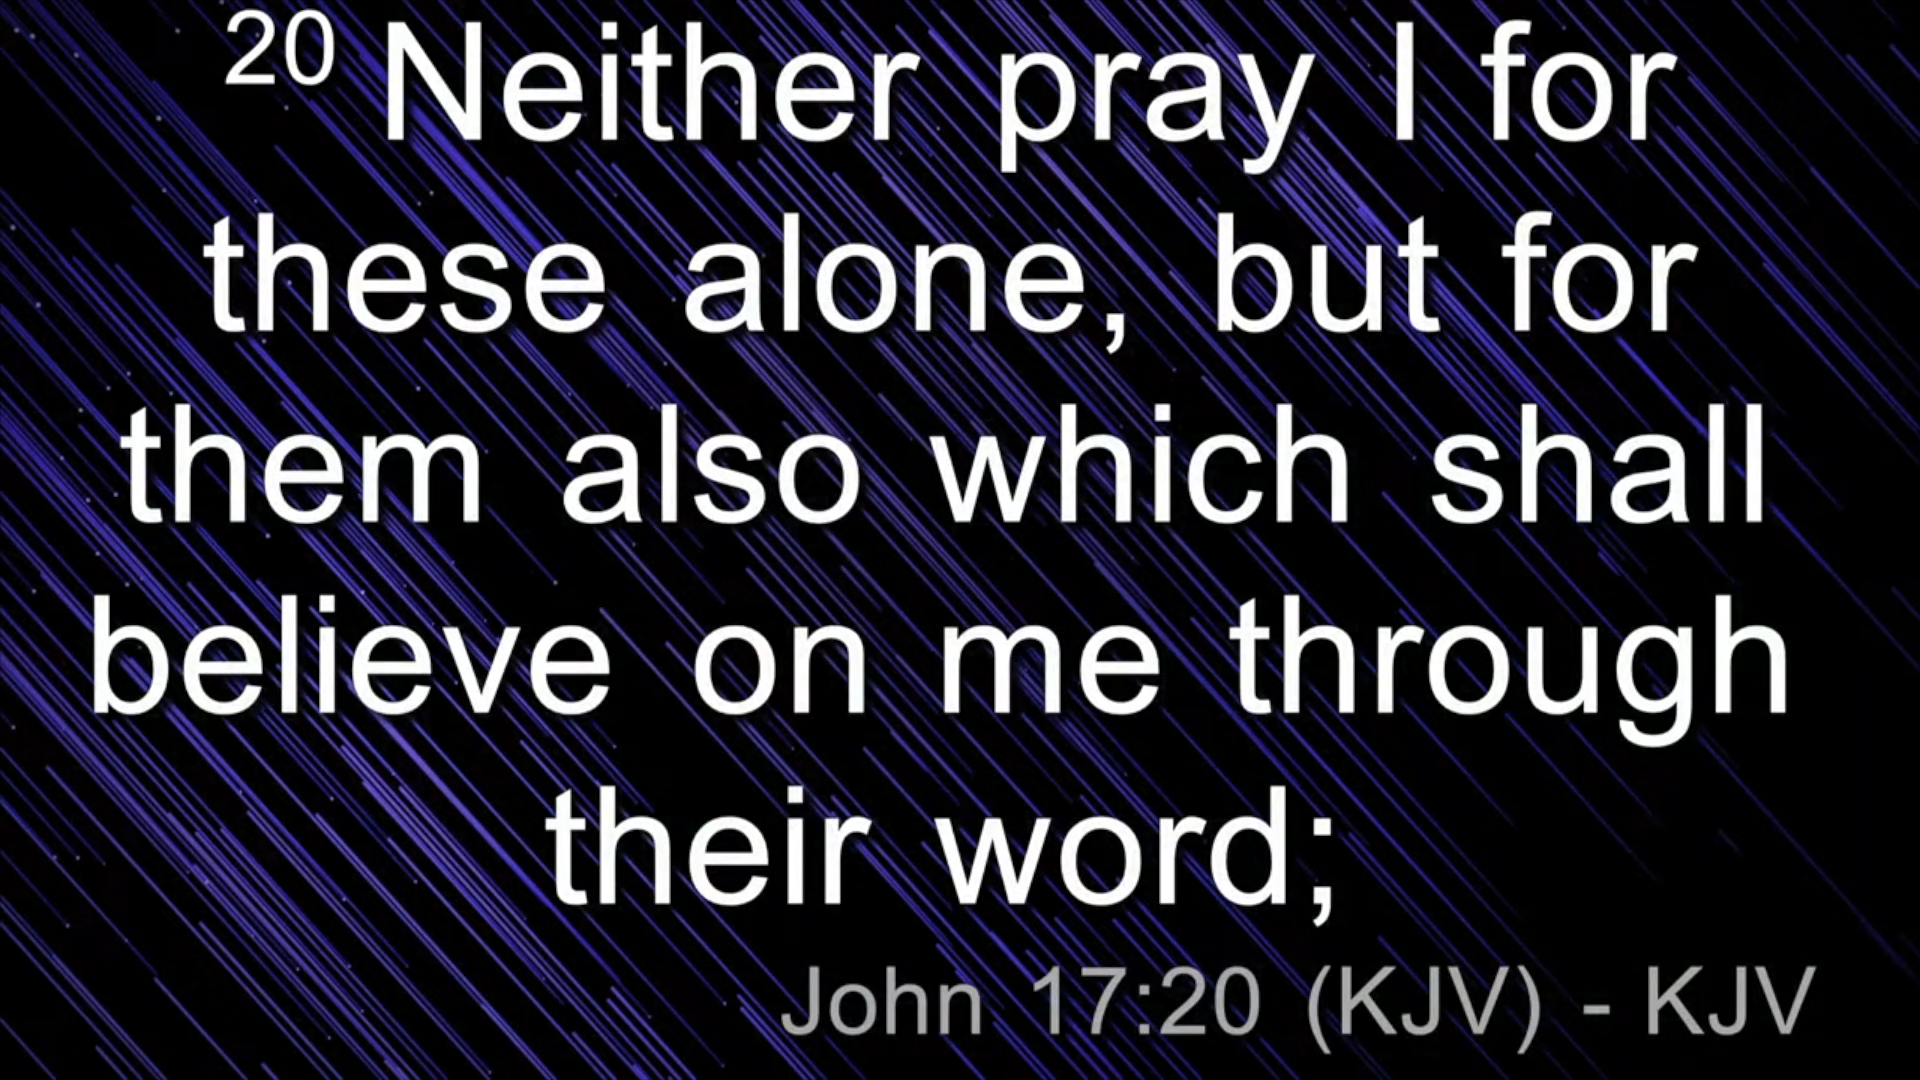 20 Neither pray I for
these alone, but for
them also which shall
believe on me through
their word;
John 17:20 (KJV) - KJV